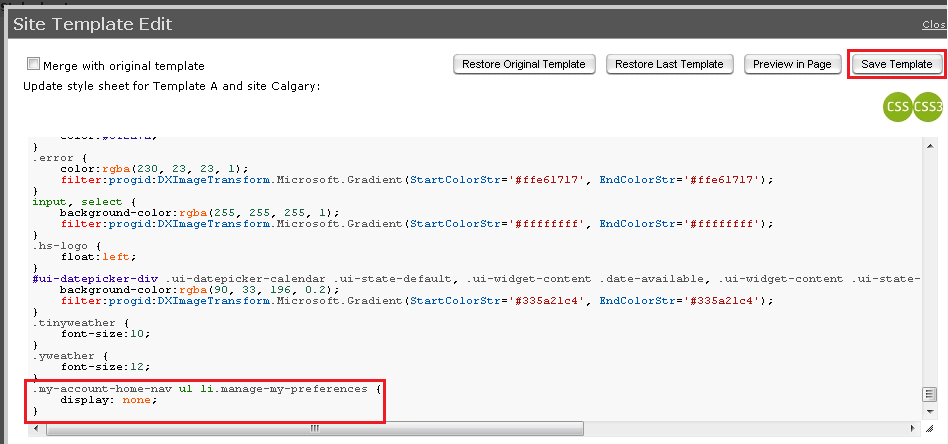 Site Template Edit
Clos
Merge with original template
Restore Original Template
Restore Last Template
Preview in Page
Save Template
Update style sheet for Template A and site Calgary:
CSS
CSS3
}
.error {
color:rgba(230, 23, 23, 1);
filter:progid:DXImageTransform.Microsoft.Gradient(StartColorStr='#ffe61717', EndColorStr='#ffe61717');
}
input, select {
background-color:rgba(255, 255, 255, 1);
filter:progid:DXImageTransform.Microsoft.Gradient(StartColorStr='#ffffffff', EndColorStr='#ffffffff');
}
.hs-logo {
float:left;
}
#ui-datepicker-div .ui-datepicker-calendar .ui-state-default, .ui-widget-content .date-available, .ui-widget-content .ui-state-
background-color:rgba(90, 33, 196, 0.2);
filter:progid:DXImageTransform.Microsoft.Gradient(StartColorStr='#335a21c4', EndColorStr='#335a21c4');
}
.tinyweather {
font-size:10;
}
.yweather {
font-size:12;
}
.my-account-home-nav ul li.manage-my-preferences {
display: none;
}